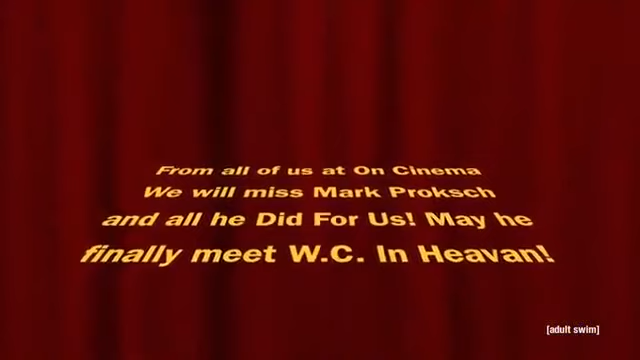 From all of us at On Cinema
We will miss Mark Proksch
and all he Did For Us! May he
finally meet W.C. In Heavan!
[adult swim]